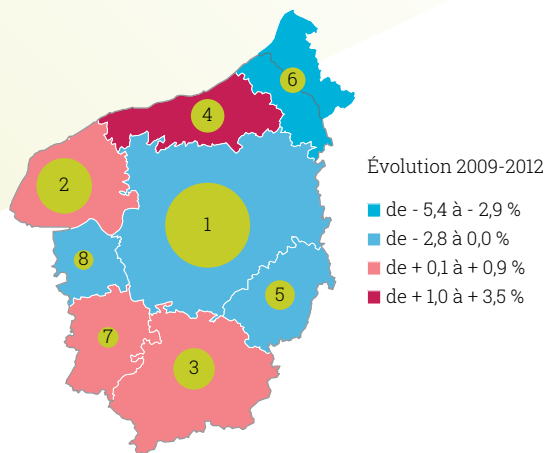 6
4
2
1
8
5
7
3
Évolution 2009-2012
de - 5,4 à - 2,9 %
de - 2,8 à 0,0 %
de + 0,1 à + 0,9 %
de + 1,0 à + 3,5 %